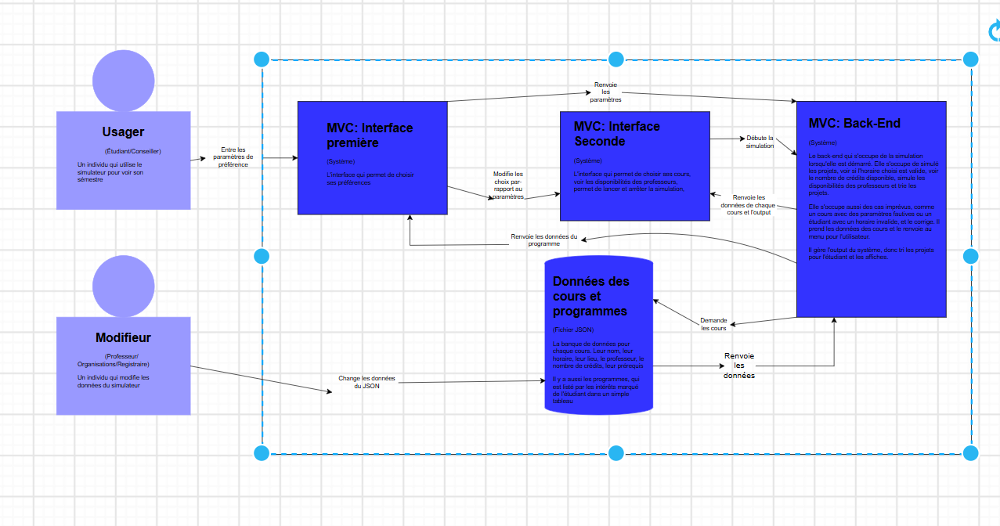 Usager
(Étudiant/Conseiller)
Un individu qui utilise le
simulateur pour voir son
sémestre
Entre les
paramètres de
préférence
MVC: Interface
première
(Système)
L'interface qui permet de choisir
ses préférences
Renvoie
les
paramètres
Modifie les
choix par-
rapport au
paramètres
MVC: Interface
Seconde
(Système)
L'interface qui permet de choisir ses cours,
voir les disponibilités des professeurs,
permet de lancer et arrêter la simulation,
Débute la
simulation
Renvoie les
données de chaque
cours et l'output
MVC: Back-End
(Système)
Le back-end qui s'occupe de la simulation
lorsqu'elle est démarré. Elle s'occupe de simulé
les projets, voir si l'horaire choisi est valide, voir
le nombre de crédits disponible, simule les
disponibilités des professeurs et trie les
projets.
Elle s'occupe aussi des cas imprévus, comme
un cours avec des paramètres fautives ou un
étudiant avec un horaire invalide, et le corrige. Il
prend les données des cours et le renvoie au
menu pour l'utilisateur.
Il gère l'output du système, donc tri les projets
pour l'étudiant et les affiches.
Renvoie les données du
programme
Modifieur
(Professeur/
Organisations/Registraire)
Un individu qui modifie les
données du simulateur
Change les données
du JSON
Données des
cours et
programmes
(Fichier JSON)
La banque de données pour
chaque cours. Leur nom, leur
horaire, leur lieu, le professeur, le
nombre de crédits, leur prérequis
Il y a aussi les programmes, qui
est listé par les intérêts marqué
de l'étudiant dans un simple
tableau
Demande
les cours
Renvoie
les
données